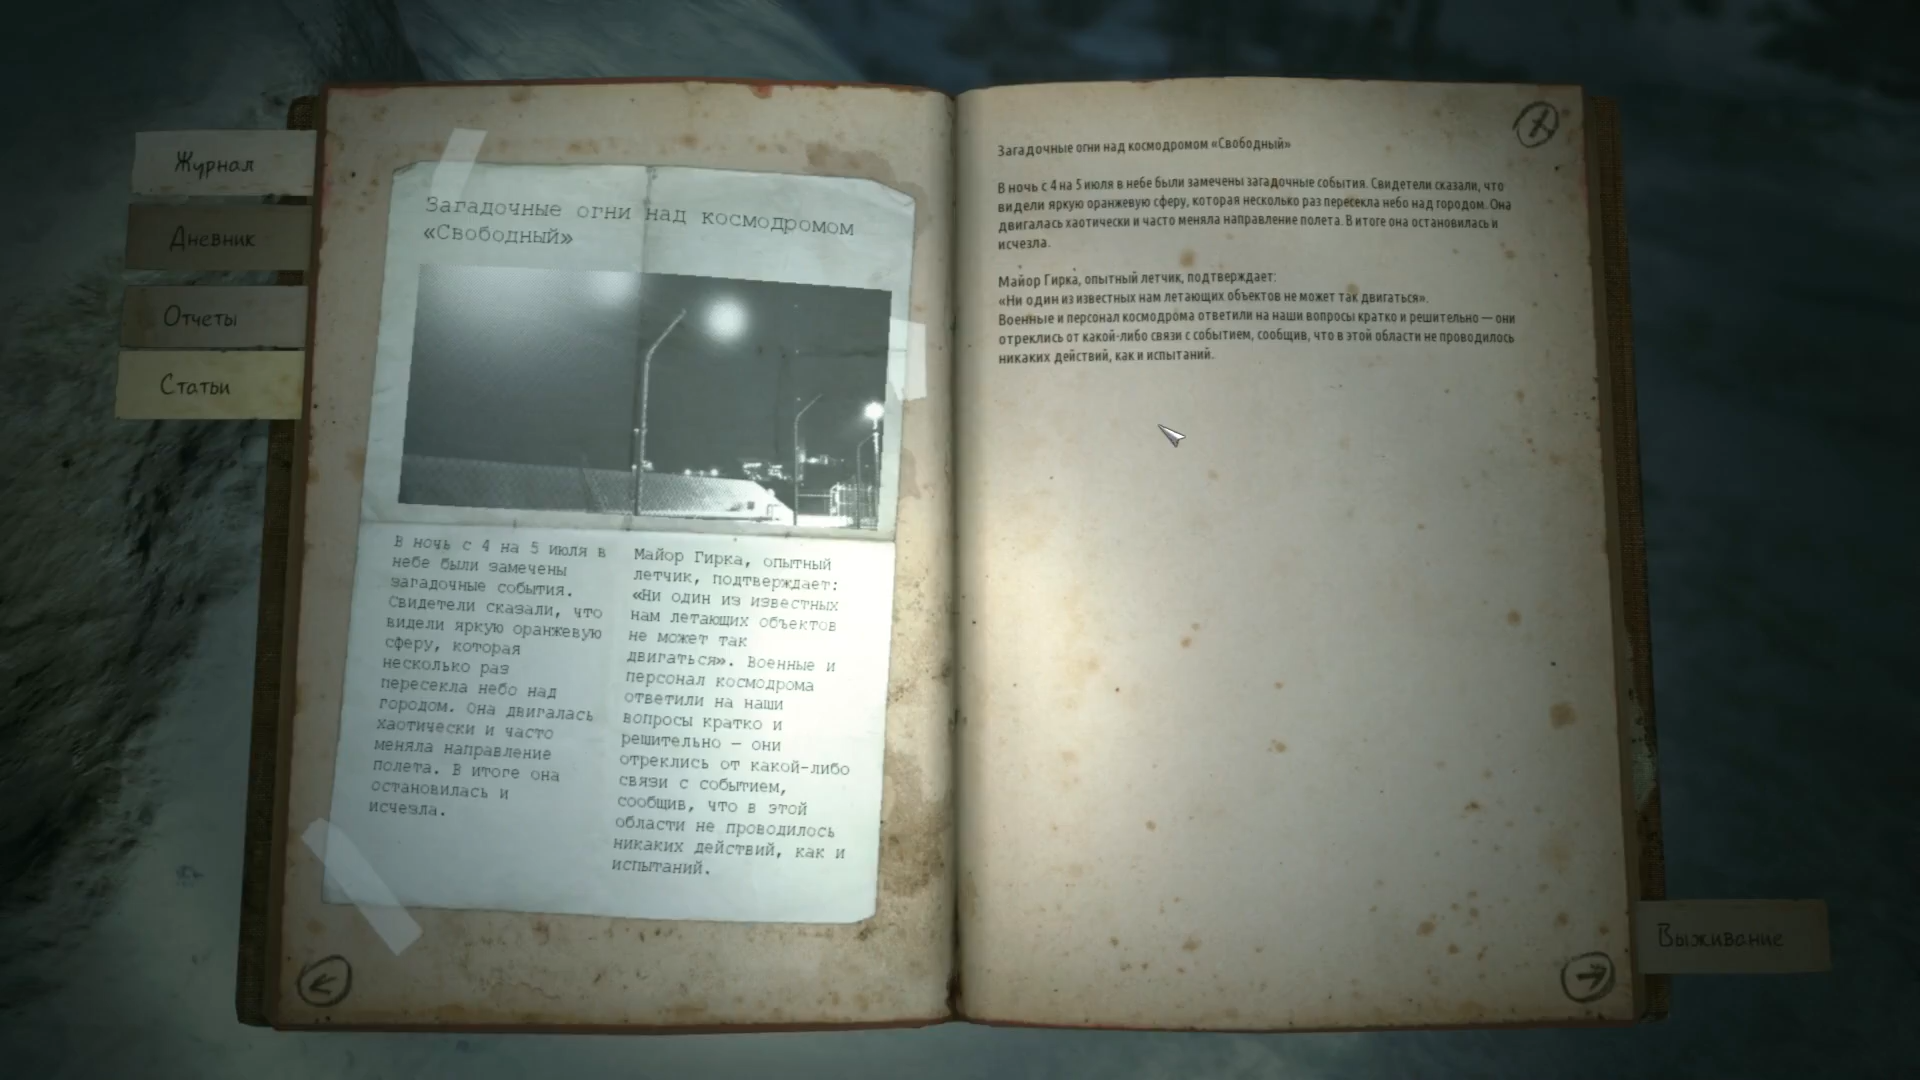 Журнал
Дневник
Отчеты
Статьи
Загадочные огни над космодромом
«Свободный»
В ночь с 4 на 5 июля в
небе были замечены
загадочные события.
Свидетели сказали, что
видели яркую оранжевую
сферу, которая
несколько раз
пересекла небо над
городом. Она двигалась
хаотически и часто
меняла направление
полета. В итоге она
остановилась и
исчезла.
Майор Гирка, опытный
летчик, подтверждает:
«Ни один из известных
нам летающих объектов
не может так
двигаться». Военные и
персонал космодрома
ответили на наши
вопросы кратко и
решительно — они
отреклись от какой-либо
связи с событием,
сообщив, что в этой
области не проводилось
никаких действий, как и
испытаний.
Загадочные огни над космодромом «Свободный»
В ночь с 4 на 5 июля в небе были замечены загадочные события. Свидетели сказали, что
видели яркую оранжевую сферу, которая несколько раз пересекла небо над городом. Она
двигалась хаотически и часто меняла направление полета. В итоге она остановилась и
исчезла.
Майор Гирка, опытный летчик, подтверждает:
«Ни один из известных нам летающих объектов не может так двигаться».
Военные и персонал космодрома ответили на наши вопросы кратко и решительно — они
отреклись от какой-либо связи с событием, сообщив, что в этой области не проводилось
никаких действий, как и испытаний.
Выживание